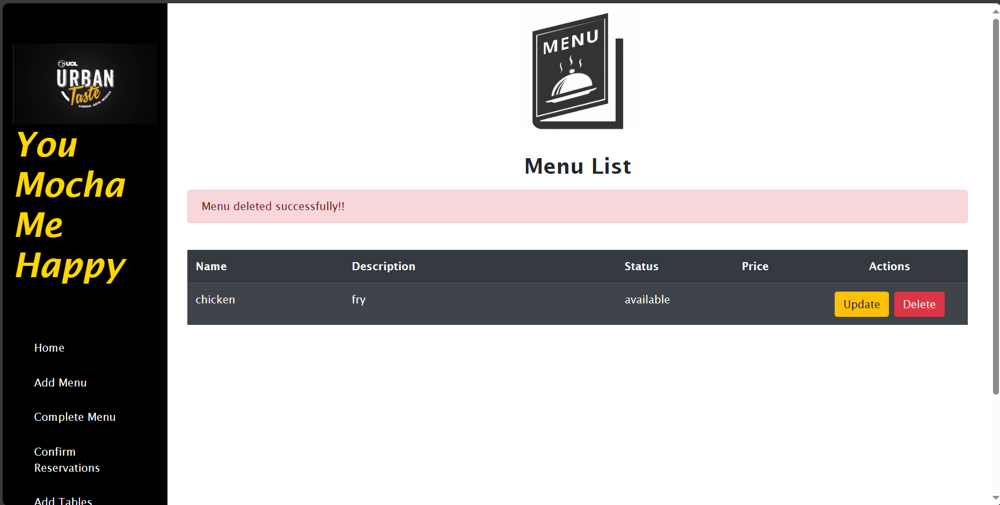 UOL
URBAN
Taste
COMIDA · ARTE · MÚSICA
You
Mocha
Me
Happy
Home
Add Menu
Complete Menu
Confirm
Reservations
Add Tables
MENU
Menu List
Menu deleted successfully!!
Name Description Status Price Actions
chicken fry available Update Delete